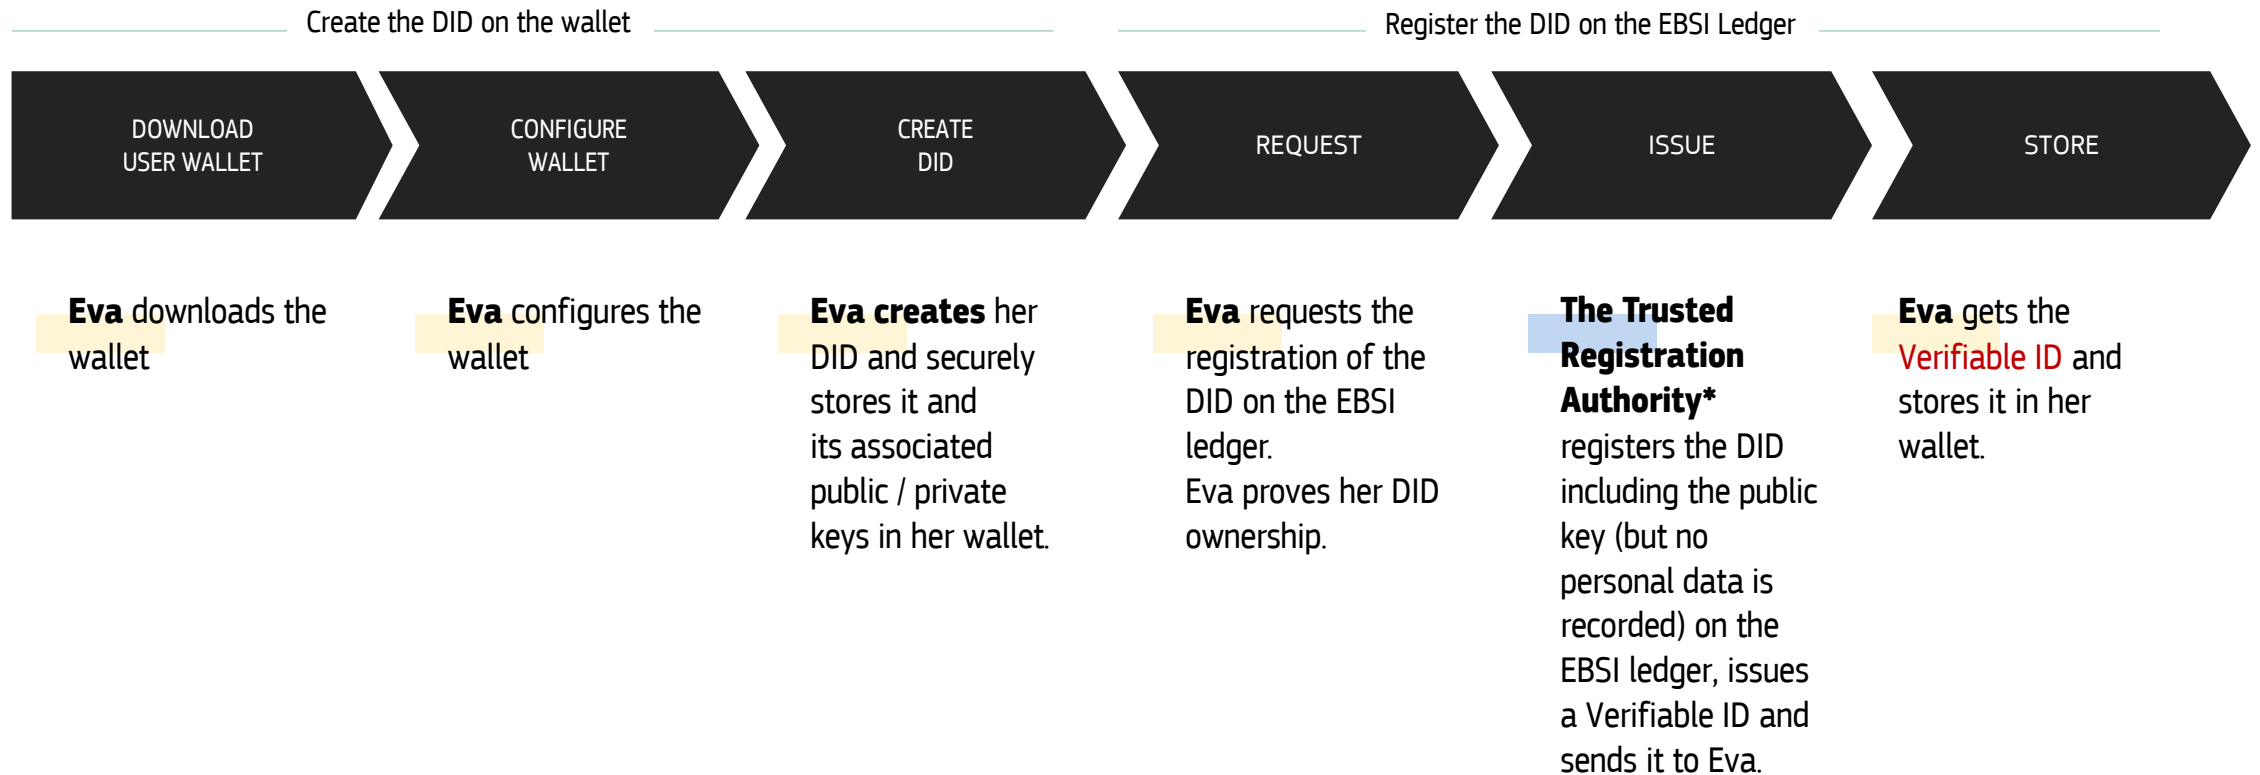 Create the DID on the wallet
Register the DID on the EBSI Ledger
DOWNLOAD
USER WALLET
CONFIGURE
WALLET
CREATE
DID
REQUEST
ISSUE
STORE
Eva downloads the
wallet
Eva configures the
wallet
Eva creates her
DID and securely
stores it and
its associated
public / private
keys in her wallet.
Eva requests the
registration of the
DID on the EBSI
ledger.
Eva proves her DID
ownership.
The Trusted
Registration
Authority*
registers the DID
including the public
key (but no
personal data is
recorded) on the
EBSI ledger, issues
a Verifiable ID and
sends it to Eva.
Eva gets the
Verifiable ID and
stores it in her
wallet.